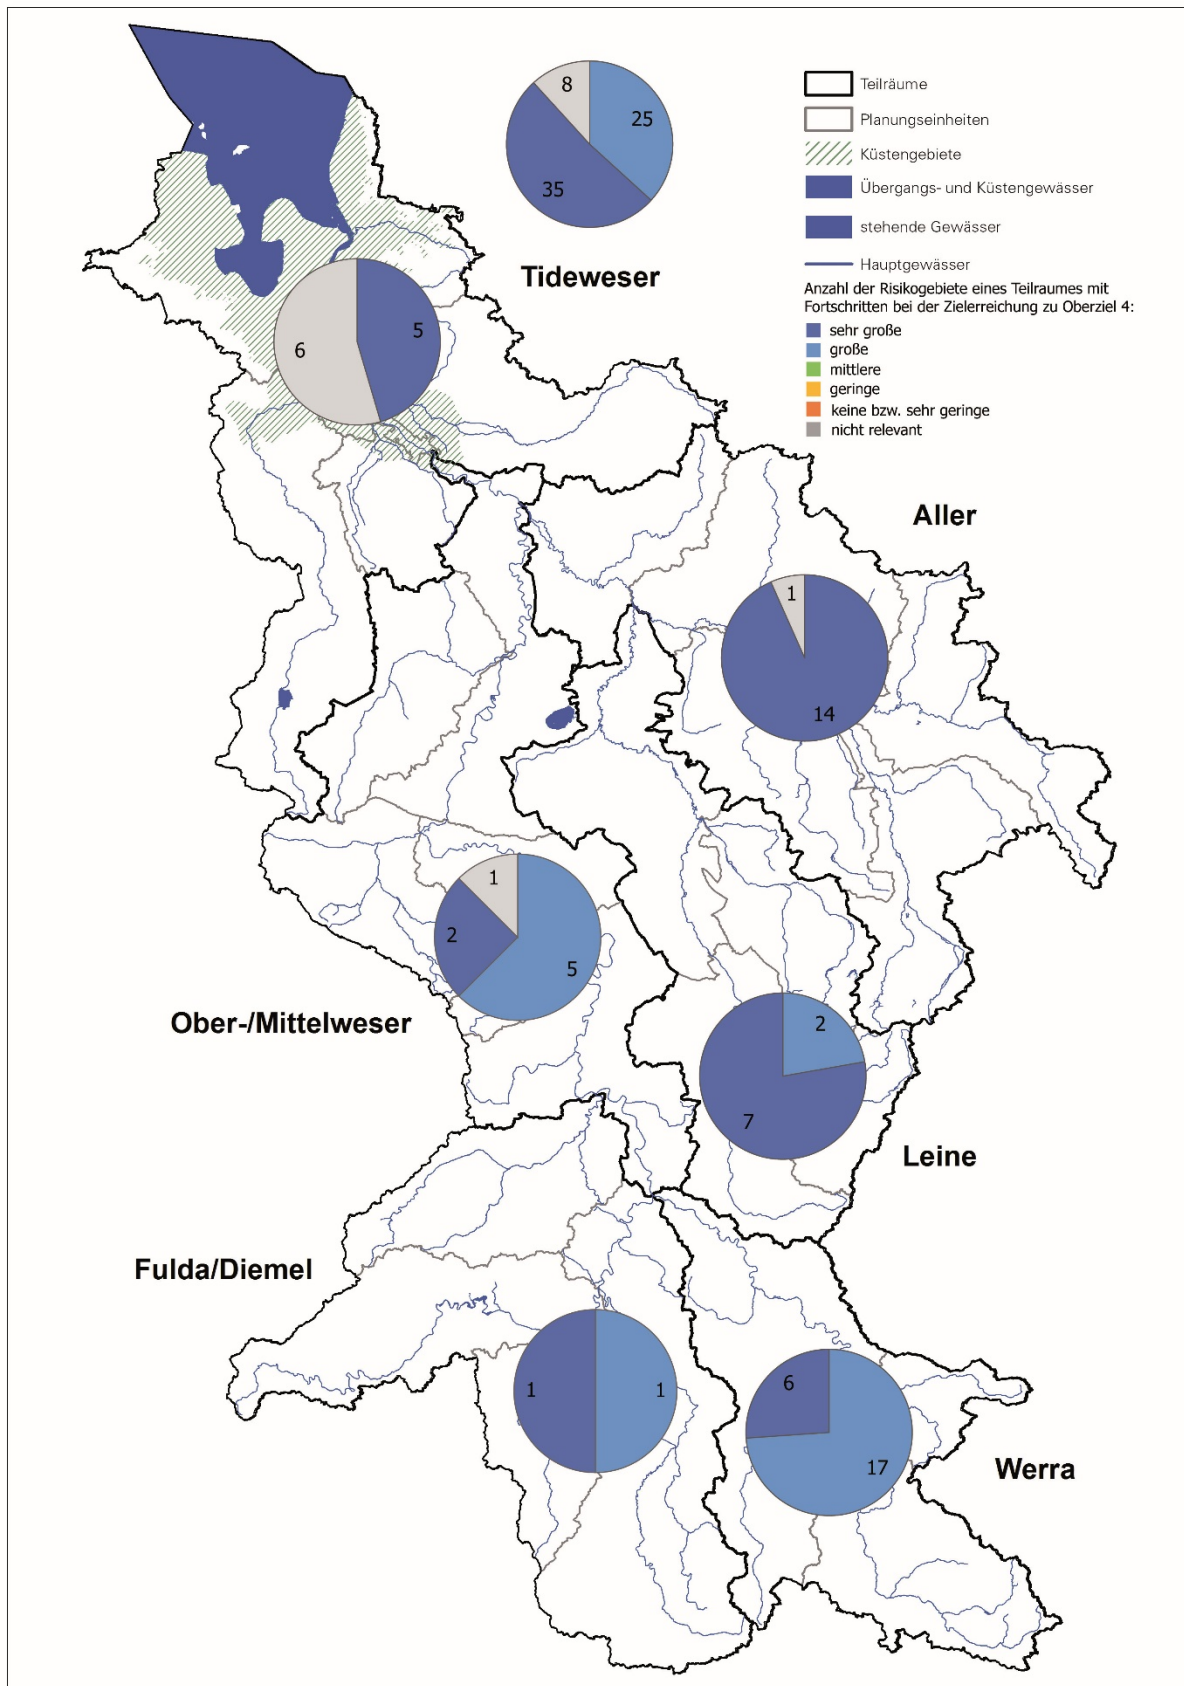 8
25
35
Tideweser
Teilräume
Planungseinheiten
Küstengebiete
Übergangs- und Küstengewässer
stehende Gewässer
Hauptgewässer
Anzahl der Risikogebiete eines Teilraumes mit
Fortschritten bei der Zielerreichung zu Oberziel 4:
sehr große
große
mittlere
geringe
keine bzw. sehr geringe
nicht relevant
6
5
Aller
1
14
1
2
5
Ober-/Mittelweser
2
7
Leine
Fulda/Diemel
1
1
6
17
Werra